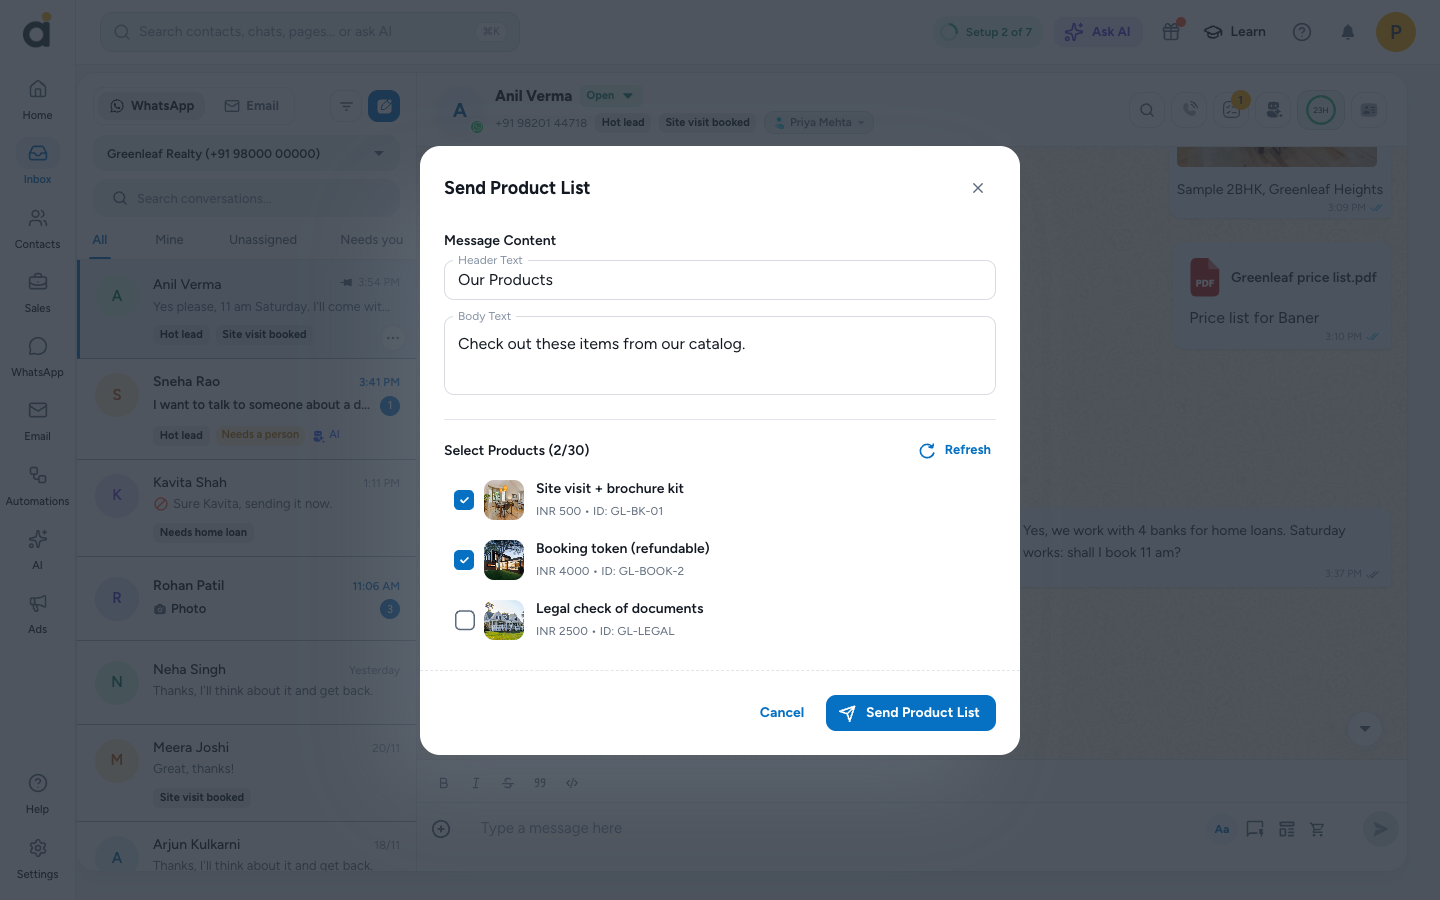 Search contacts, chats, pages... or ask AI
⌘K
Setup 2 of 7
Ask AI
Learn
P
Home
Inbox
Contacts
Sales
WhatsApp
Email
Automations
AI
Ads
Help
Settings
WhatsApp
Email
Greenleaf Realty (+91 98000 00000)
Search conversations...
All
Mine
Unassigned
Needs you
A
Anil Verma
3:54 PM
Yes please, 11 am Saturday. I'll come wit...
Hot lead
Site visit booked
S
Sneha Rao
3:41 PM
I want to talk to someone about a d...
1
Hot lead
Needs a person
AI
K
Kavita Shah
1:11 PM
Sure Kavita, sending it now.
Needs home loan
R
Rohan Patil
11:06 AM
Photo
3
N
Neha Singh
Yesterday
Thanks, I'll think about it and get back.
M
Meera Joshi
20/11
Great, thanks!
Site visit booked
A
Arjun Kulkarni
18/11
Thanks, I'll think about it and get back.
A
Anil Verma
Open
+91 98201 44718
Hot lead
Site visit booked
Priya Mehta
1
23H
Sample 2BHK, Greenleaf Heights
3:09 PM
PDF
Greenleaf price list.pdf
Price list for Baner
3:10 PM
Yes, we work with 4 banks for home loans. Saturday
works: shall I book 11 am?
3:37 PM
B I S
Type a message here
Aa
Send Product List
Message Content
Header Text
Our Products
Body Text
Check out these items from our catalog.
Select Products (2/30)
Refresh
Site visit + brochure kit
INR 500 • ID: GL-BK-01
Booking token (refundable)
INR 4000 • ID: GL-BOOK-2
Legal check of documents
INR 2500 • ID: GL-LEGAL
Cancel
Send Product List